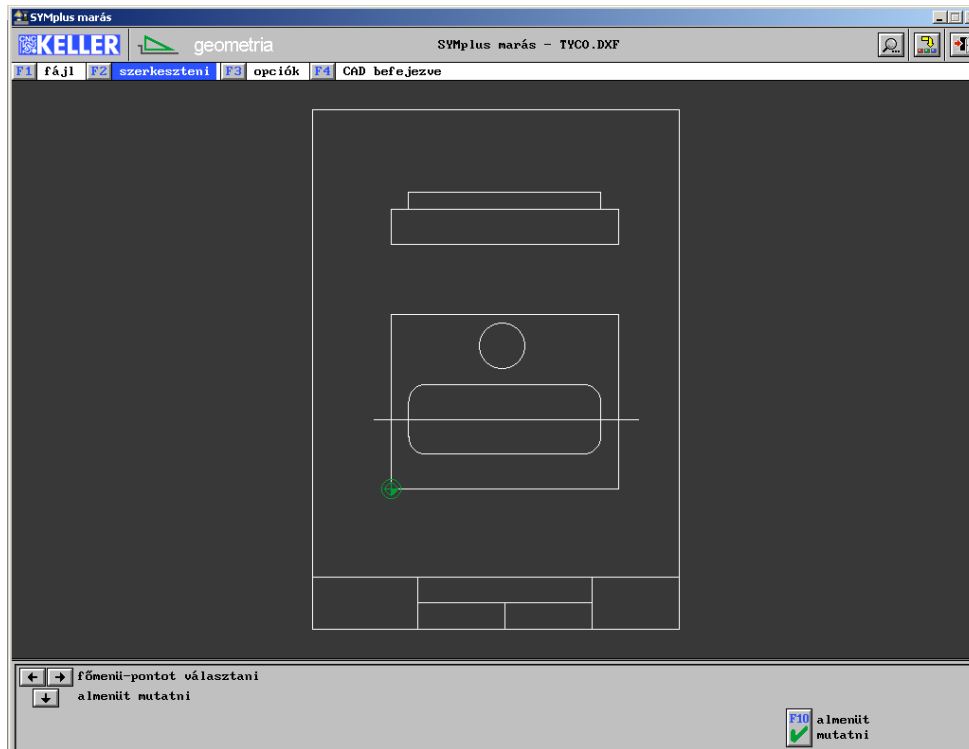 SYMplus marás
KELLER geometria SYMplus marás - TYCO.DXF
F1 fájl F2 szerkeszteni F3 opciók F4 CAD befejezve
főmenü-pontot választani
almenüt mutatni
F10 almenüt
mutatni